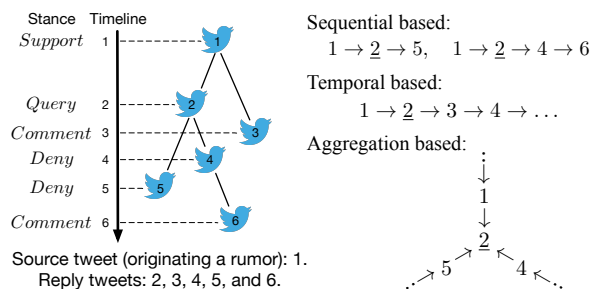 Stance Timeline
Support 1
1
Query 2
2
Comment 3
3
Deny 4
4
Deny 5
5
Comment 6
6
Source tweet (originating a rumor): 1.
Reply tweets: 2, 3, 4, 5, and 6.
Sequential based:
1 → 2 → 5, 1 → 2 → 4 → 6
Temporal based:
1 → 2 → 3 → 4 → ...
Aggregation based:
⋮
↓
1
↓
2
⋰ → 5 → ← 4 ← ⋱